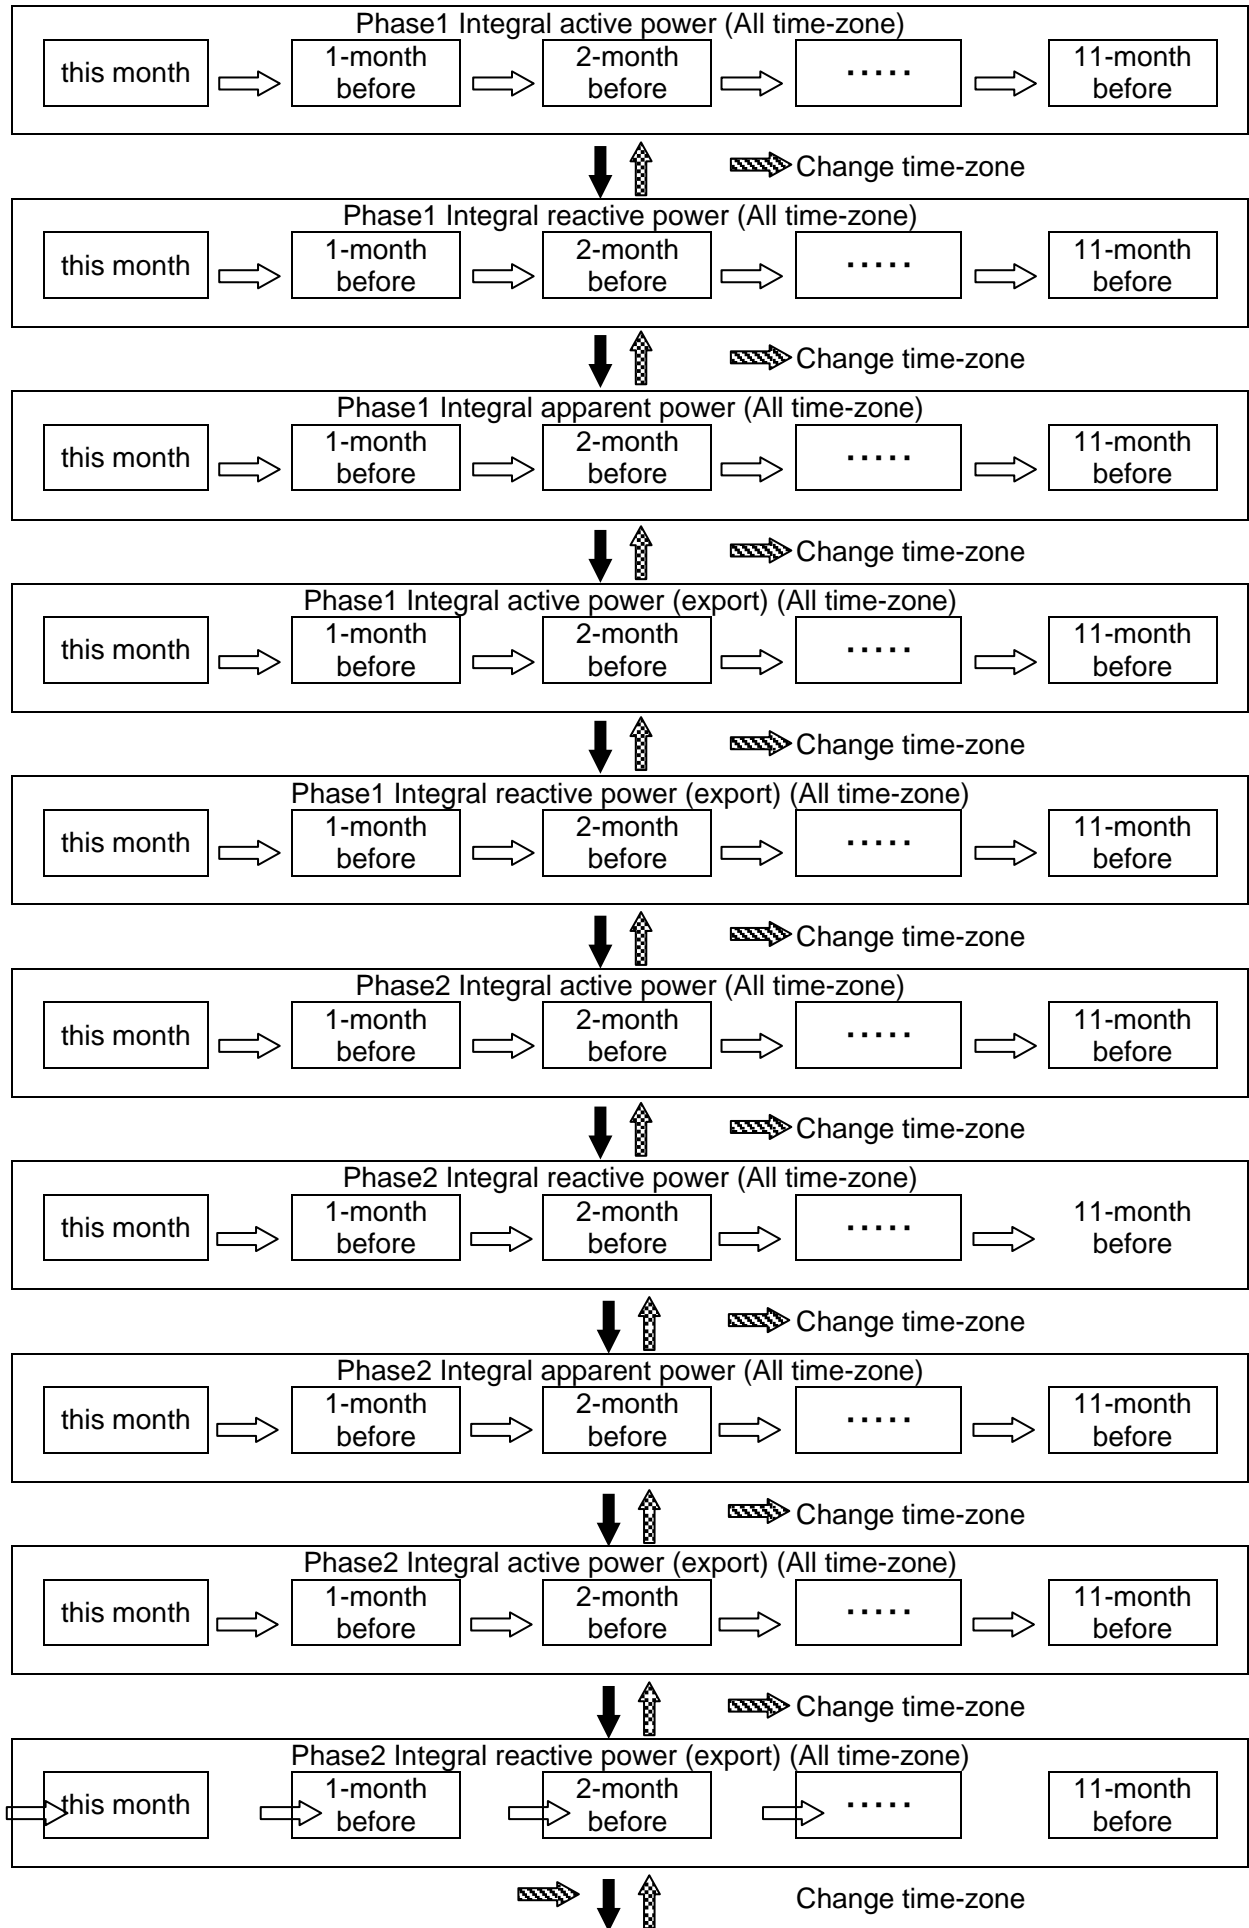 Phase1 Integral active power (All time-zone)
this month
1-month
before
2-month
before
·····
11-month
before
Change time-zone
Phase1 Integral reactive power (All time-zone)
this month
1-month
before
2-month
before
·····
11-month
before
Change time-zone
Phase1 Integral apparent power (All time-zone)
this month
1-month
before
2-month
before
·····
11-month
before
Change time-zone
Phase1 Integral active power (export) (All time-zone)
this month
1-month
before
2-month
before
·····
11-month
before
Change time-zone
Phase1 Integral reactive power (export) (All time-zone)
this month
1-month
before
2-month
before
·····
11-month
before
Change time-zone
Phase2 Integral active power (All time-zone)
this month
1-month
before
2-month
before
·····
11-month
before
Change time-zone
Phase2 Integral reactive power (All time-zone)
this month
1-month
before
2-month
before
·····
11-month
before
Change time-zone
Phase2 Integral apparent power (All time-zone)
this month
1-month
before
2-month
before
·····
11-month
before
Change time-zone
Phase2 Integral active power (export) (All time-zone)
this month
1-month
before
2-month
before
·····
11-month
before
Change time-zone
Phase2 Integral reactive power (export) (All time-zone)
this month
1-month
before
2-month
before
·····
11-month
before
Change time-zone